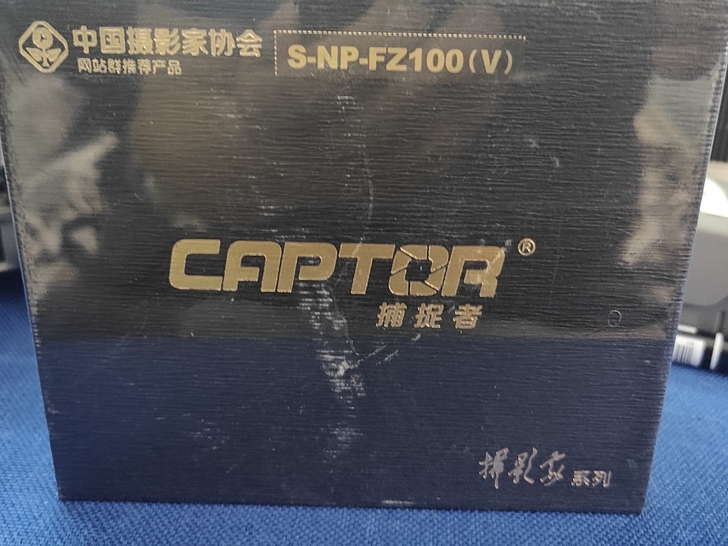 中国摄影家协会
网站群推荐产品
S-NP-FZ100(V)
CAPTOR®
捕捉者
摄影家系列